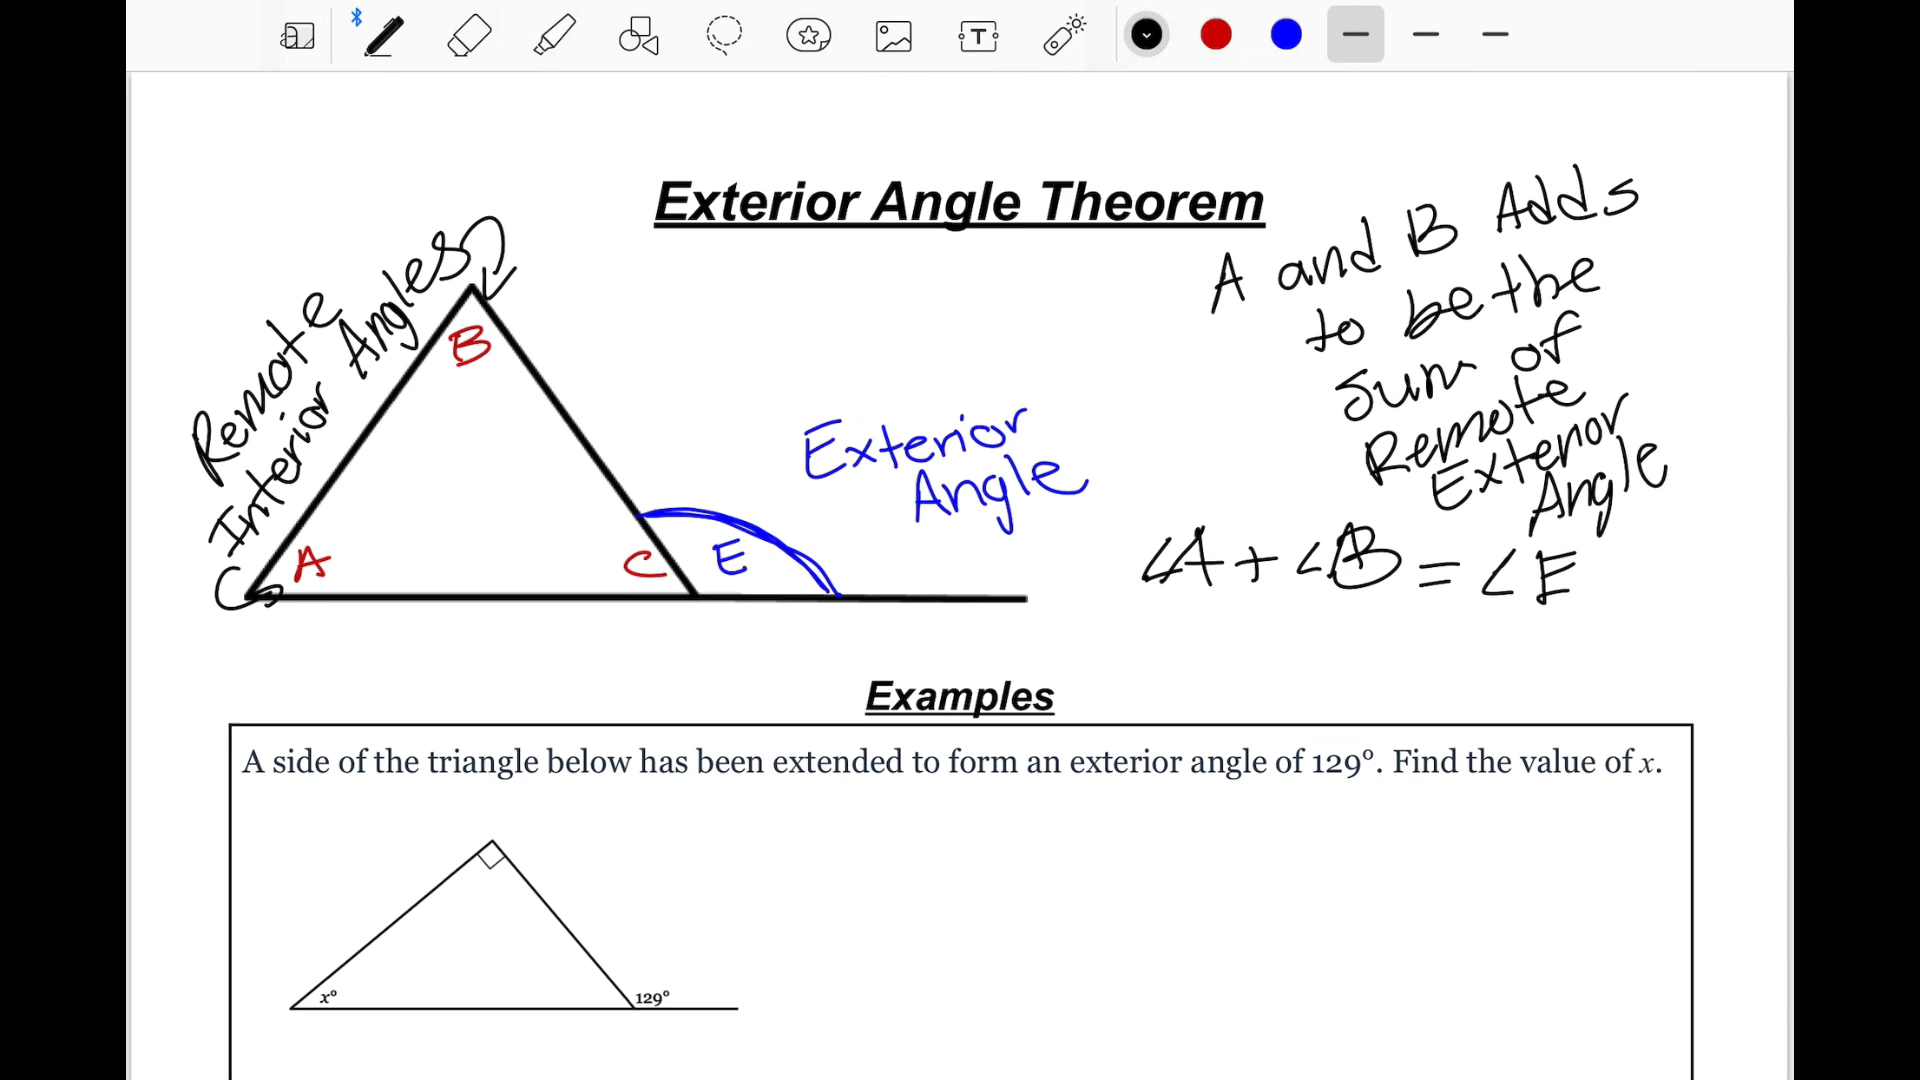 Exterior Angle Theorem
Remote
Interior Angles
A and B Adds
to be the
sum of
Remote
Exterior
Angle
B
Exterior
Angle
A
C
E
∠A + ∠B = ∠E
Examples
A side of the triangle below has been extended to form an exterior angle of 129°. Find the value of x.
x°
129°